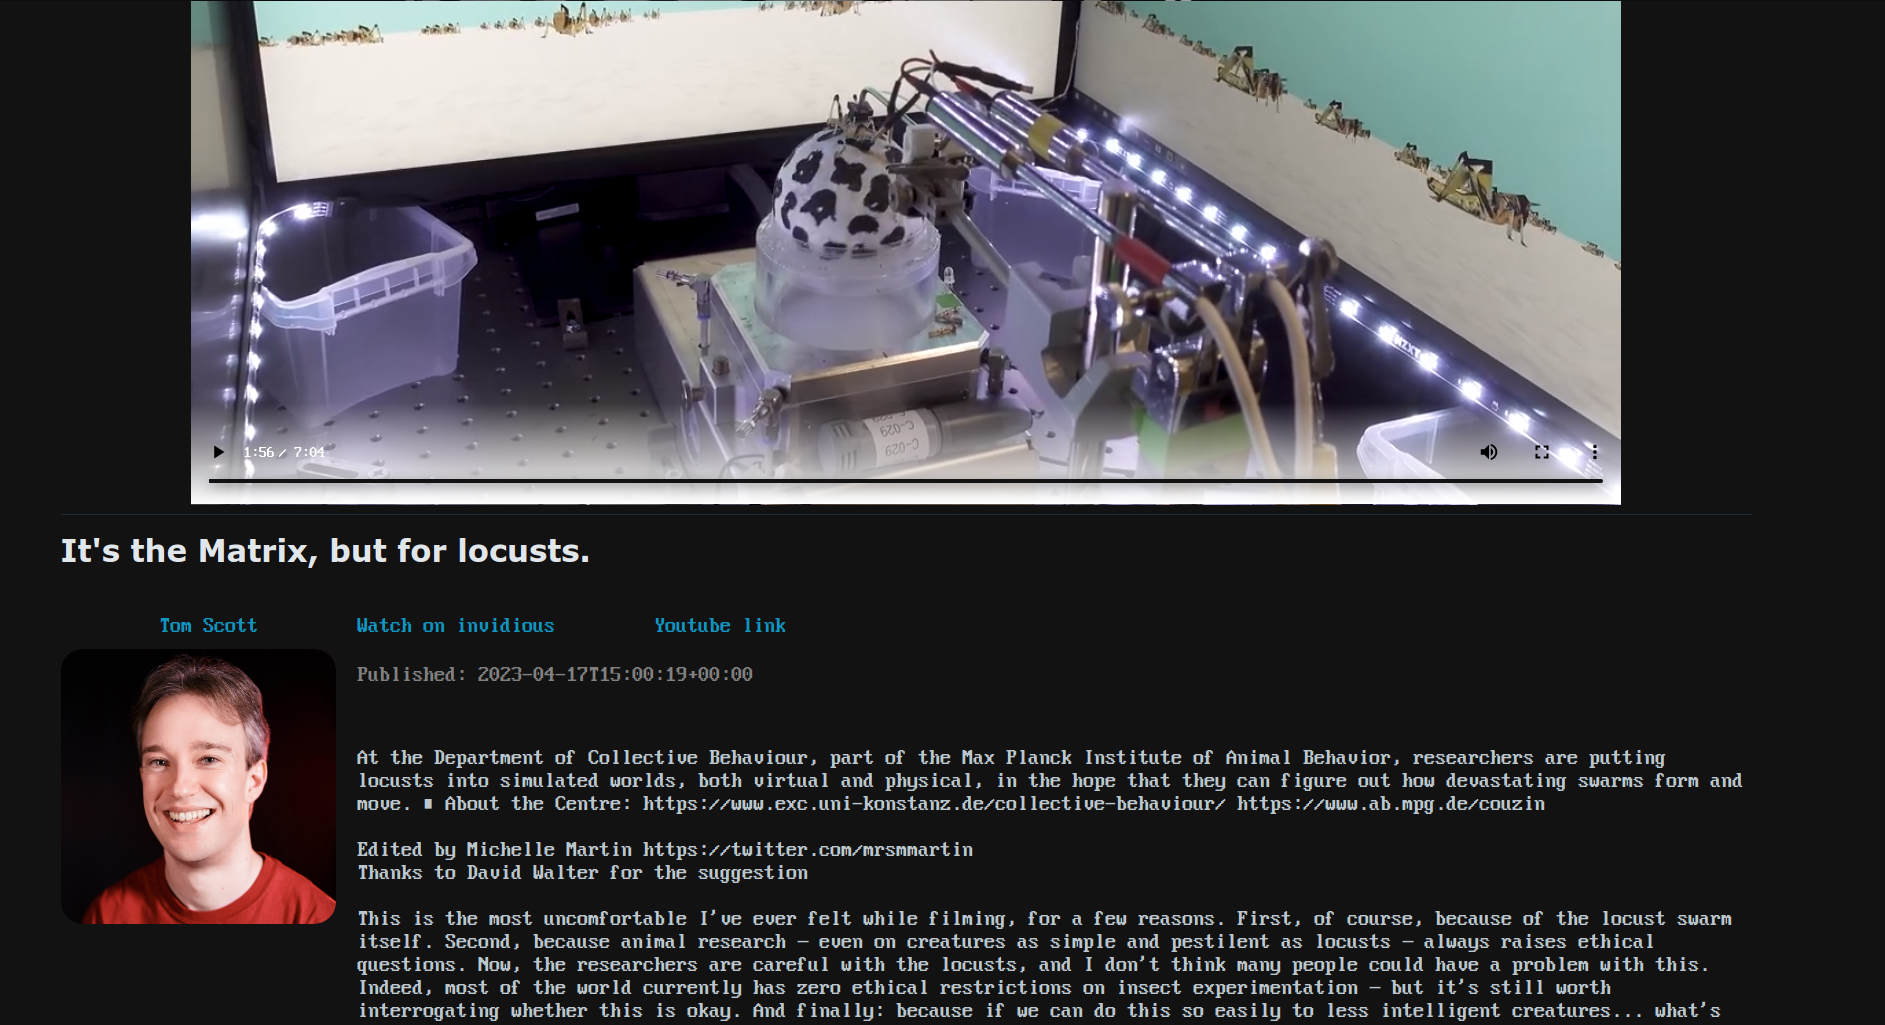 NZXT
C-029
C-029
1:56 / 7:04
It's the Matrix, but for locusts.
Tom Scott
Watch on invidious
Youtube link
Published: 2023-04-17T15:00:19+00:00
At the Department of Collective Behaviour, part of the Max Planck Institute of Animal Behavior, researchers are putting
locusts into simulated worlds, both virtual and physical, in the hope that they can figure out how devastating swarms form and
move. ∎ About the Centre: https://www.exc.uni-konstanz.de/collective-behaviour/ https://www.ab.mpg.de/couzin
Edited by Michelle Martin https://twitter.com/mrsmmartin
Thanks to David Walter for the suggestion
This is the most uncomfortable I’ve ever felt while filming, for a few reasons. First, of course, because of the locust swarm
itself. Second, because animal research – even on creatures as simple and pestilent as locusts – always raises ethical
questions. Now, the researchers are careful with the locusts, and I don’t think many people could have a problem with this.
Indeed, most of the world currently has zero ethical restrictions on insect experimentation – but it’s still worth
interrogating whether this is okay. And finally: because if we can do this so easily to less intelligent creatures... what’s